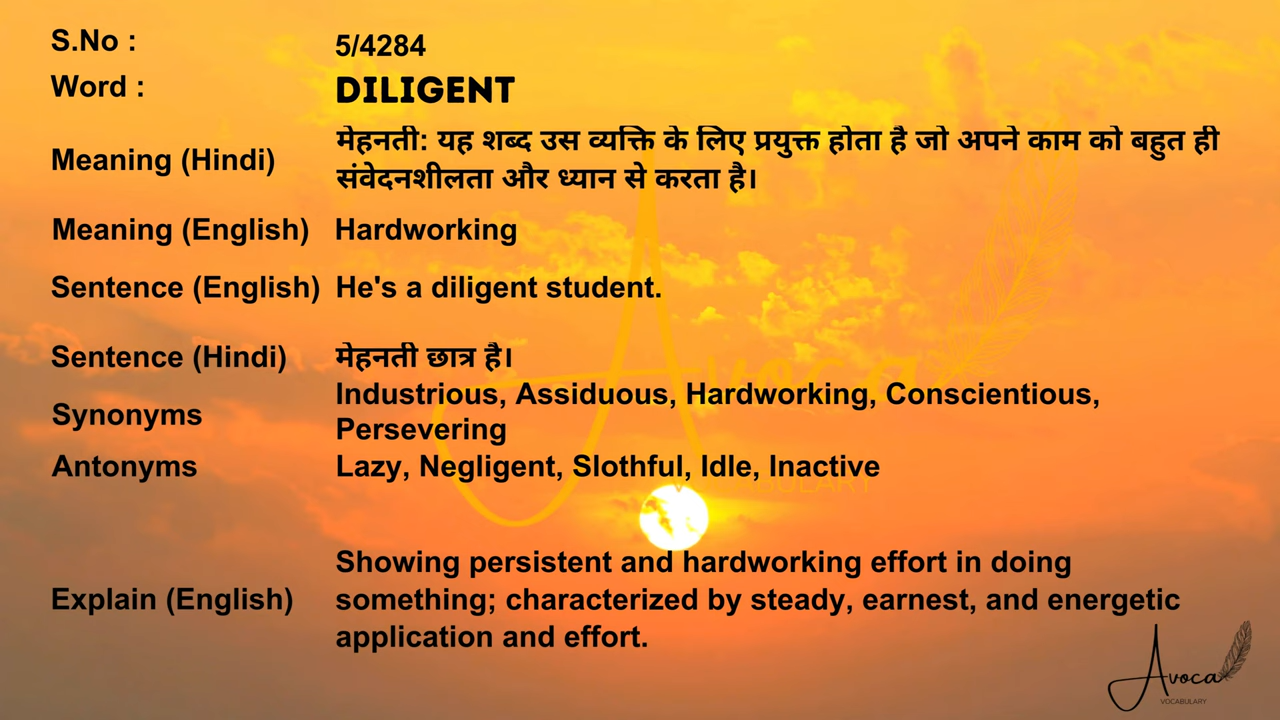 S.No : 5/4284
Word : DILIGENT
Meaning (Hindi) मेहनती: यह शब्द उस व्यक्ति के लिए प्रयुक्त होता है जो अपने काम को बहुत ही
संवेदनशीलता और ध्यान से करता है।
Meaning (English) Hardworking
Sentence (English) He's a diligent student.
Sentence (Hindi) मेहनती छात्र है।
Synonyms Industrious, Assiduous, Hardworking, Conscientious,
Persevering
Antonyms Lazy, Negligent, Slothful, Idle, Inactive
Explain (English) Showing persistent and hardworking effort in doing
something; characterized by steady, earnest, and energetic
application and effort.
Avoca
VOCABULARY
Avoca
VOCABULARY